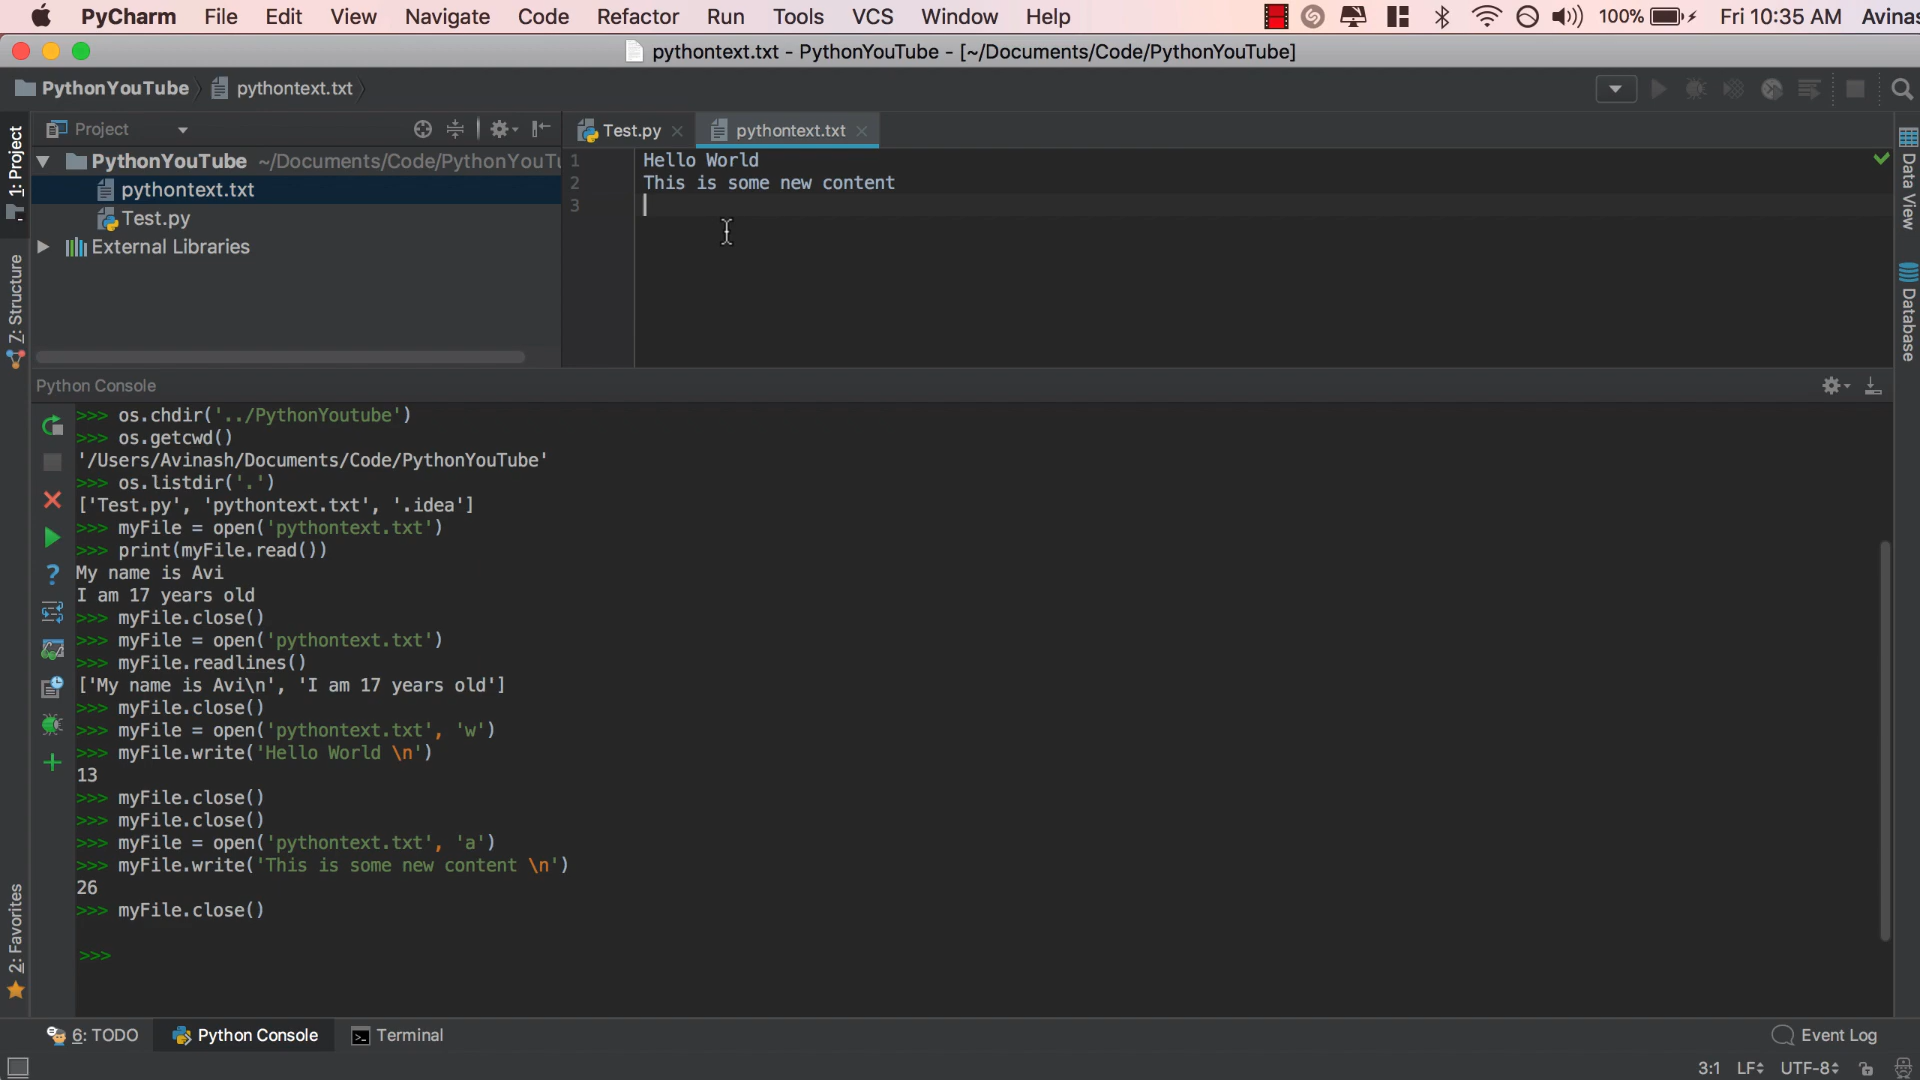 PyCharm File Edit View Navigate Code Refactor Run Tools VCS Window Help 100% Fri 10:35 AM Avinas
pythontext.txt - PythonYouTube - [~/Documents/Code/PythonYouTube]
PythonYouTube pythontext.txt
Project
Test.py pythontext.txt
PythonYouTube ~/Documents/Code/PythonYouTu
pythontext.txt
Test.py
External Libraries
1 Hello World
2 This is some new content
3
1: Project
Z: Structure
2: Favorites
Data View
Database
Python Console
>>> os.chdir('../PythonYoutube')
>>> os.getcwd()
'/Users/Avinash/Documents/Code/PythonYouTube'
>>> os.listdir('.')
['Test.py', 'pythontext.txt', '.idea']
>>> myFile = open('pythontext.txt')
>>> print(myFile.read())
My name is Avi
I am 17 years old
>>> myFile.close()
>>> myFile = open('pythontext.txt')
>>> myFile.readlines()
['My name is Avi\n', 'I am 17 years old']
>>> myFile.close()
>>> myFile = open('pythontext.txt', 'w')
>>> myFile.write('Hello World \n')
13
>>> myFile.close()
>>> myFile.close()
>>> myFile = open('pythontext.txt', 'a')
>>> myFile.write('This is some new content \n')
26
>>> myFile.close()
>>>
6: TODO Python Console Terminal Event Log
3:1 LF UTF-8